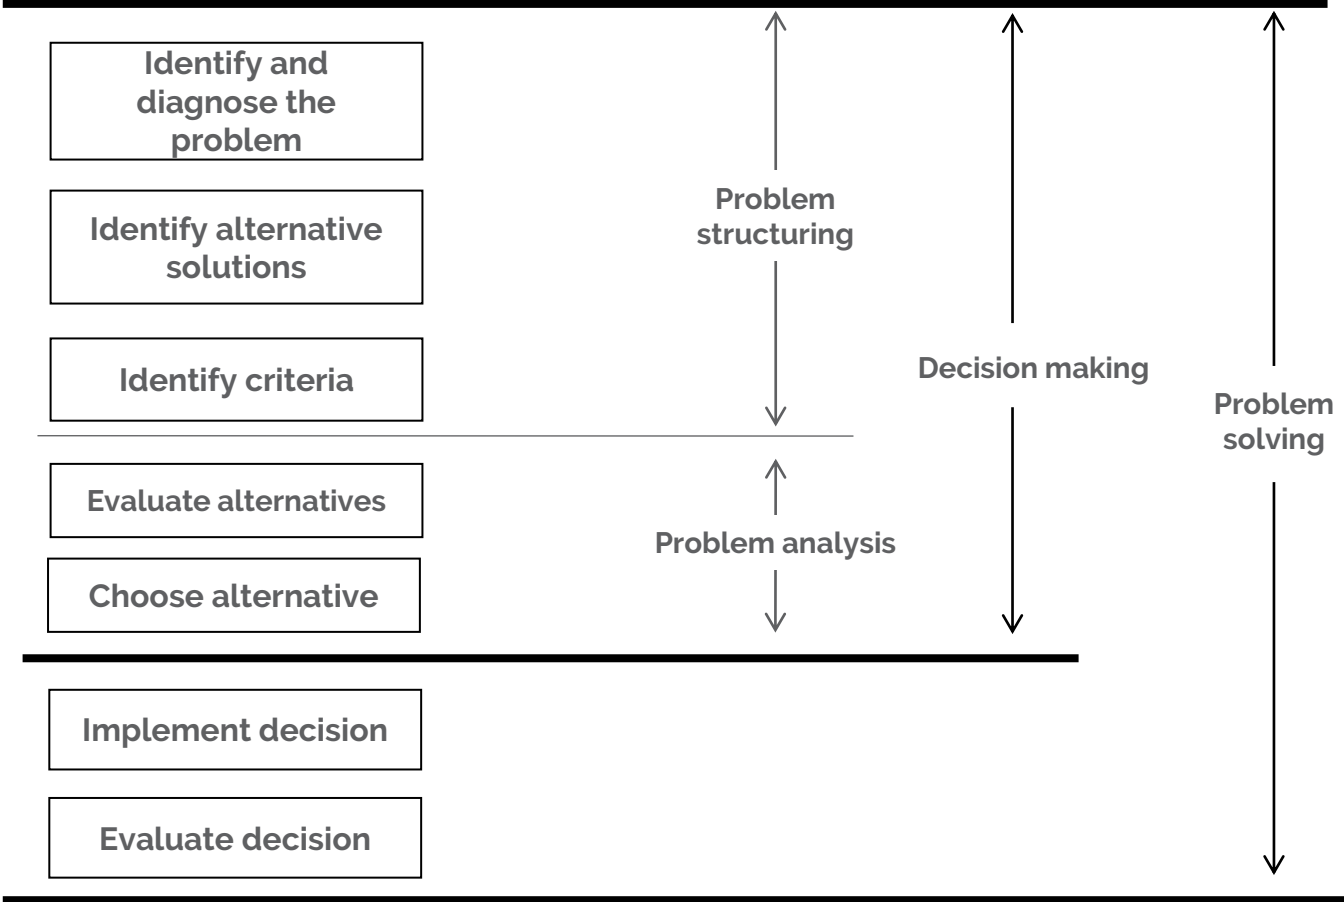 Identify and
diagnose the
problem
Identify alternative
solutions
Identify criteria
Evaluate alternatives
Choose alternative
Implement decision
Evaluate decision
Problem
structuring
Problem analysis
Decision making
Problem
solving